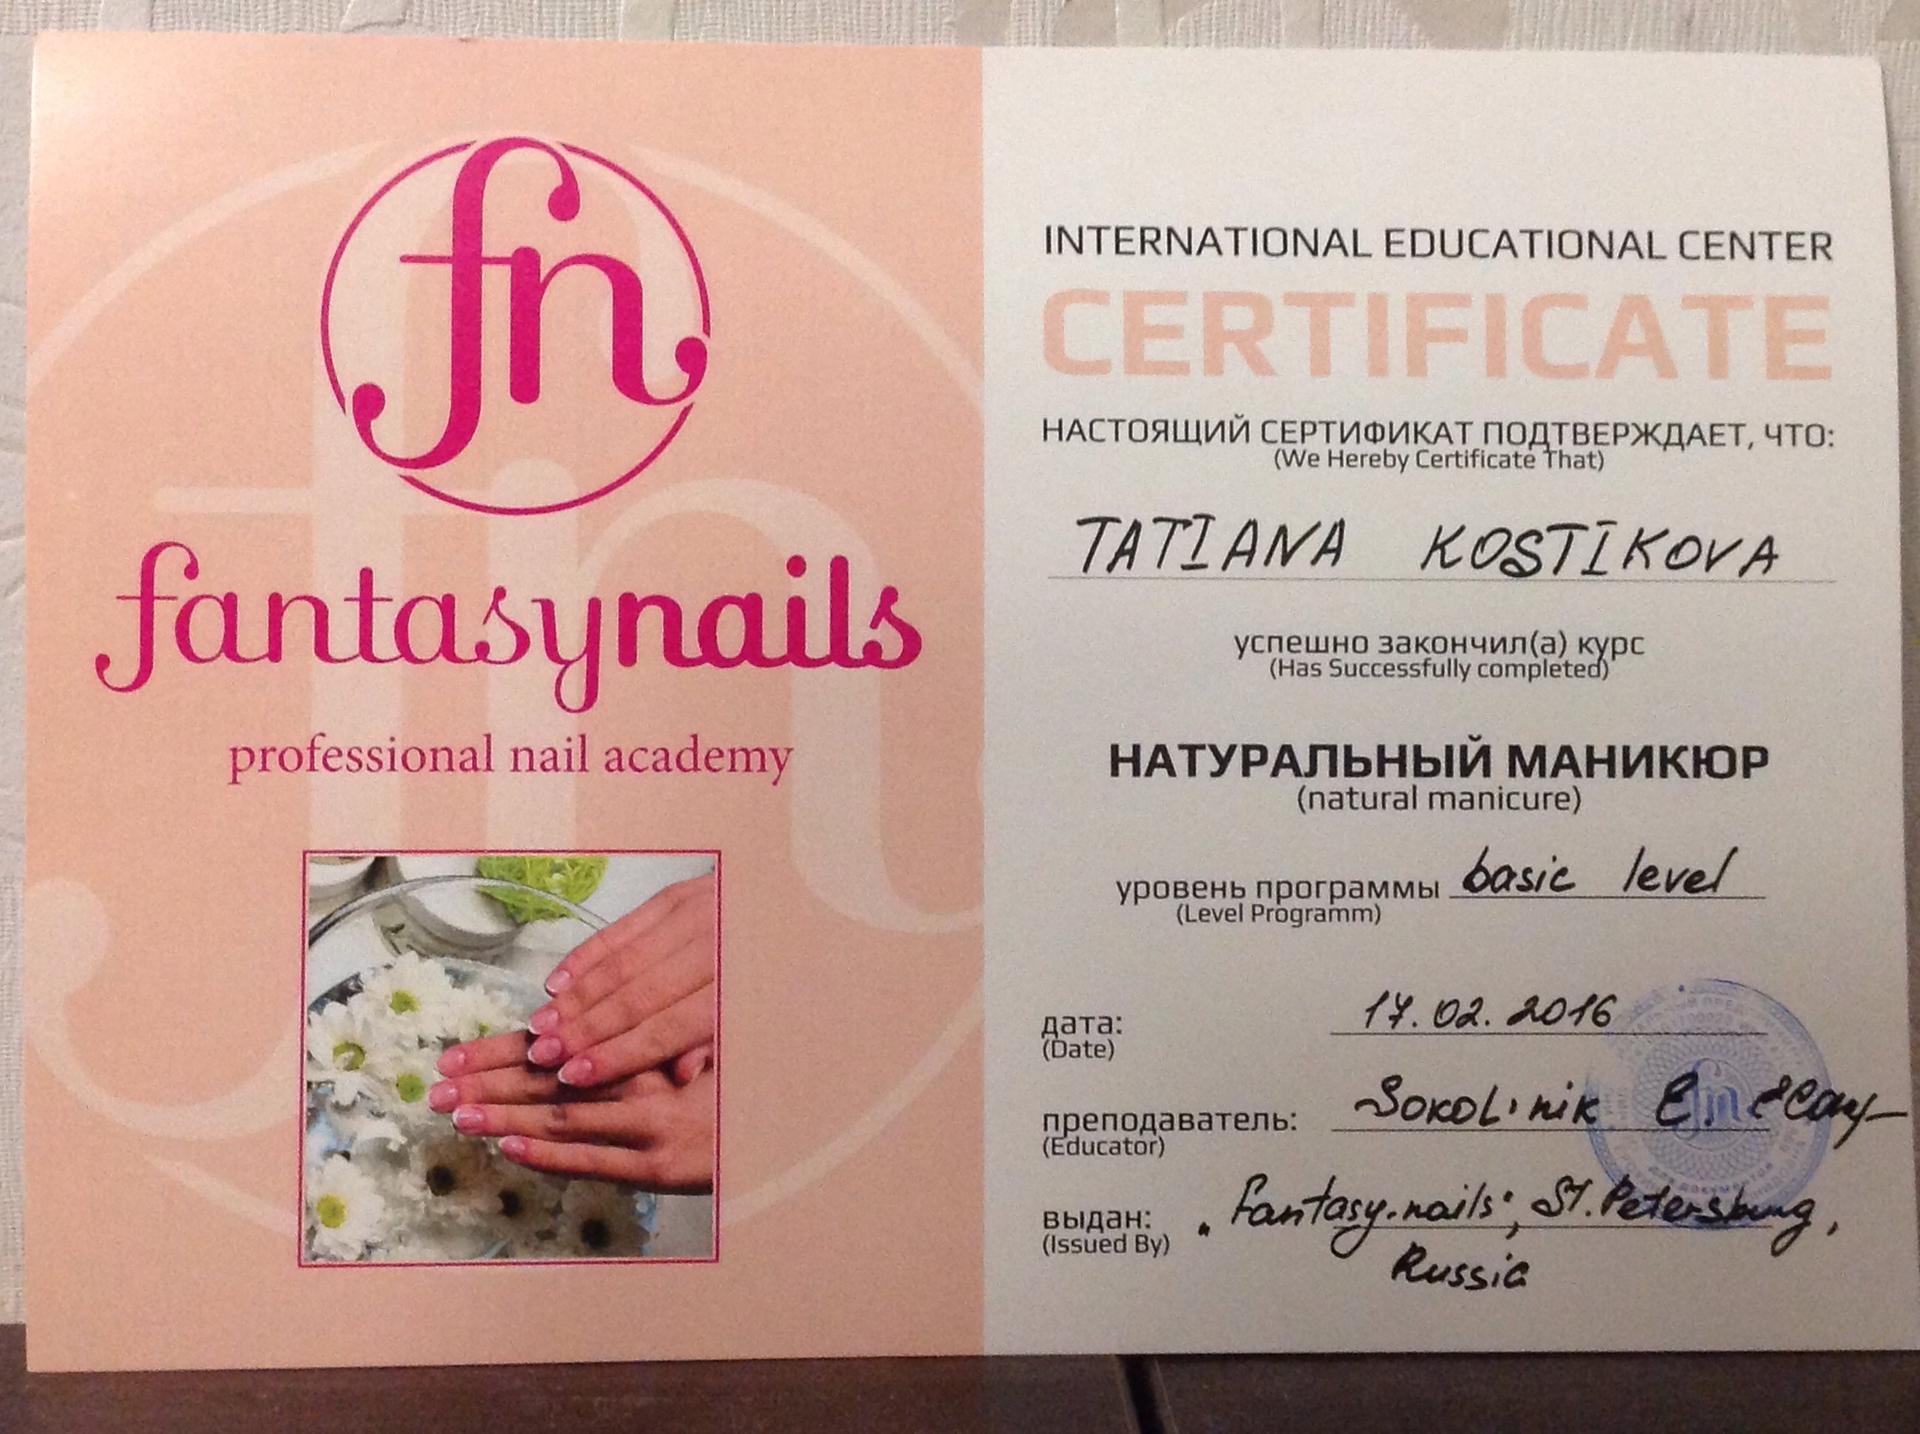 fn
fantasynails
professional nail academy
INTERNATIONAL EDUCATIONAL CENTER
CERTIFICATE
НАСТОЯЩИЙ СЕРТИФИКАТ ПОДТВЕРЖДАЕТ, ЧТО:
(We Hereby Certificate That)
TATIANA KOSTIKOVA
успешно закончил(а) курс
(Has Successfully completed)
НАТУРАЛЬНЫЙ МАНИКЮР
(natural manicure)
уровень программы basic level
(Level Programm)
дата: 17.02.2016
(Date)
преподаватель: Sokolinik E.
(Educator)
выдан: "Fantasy.nails", St.Petersburg,
(Issued By)
Russia
fn